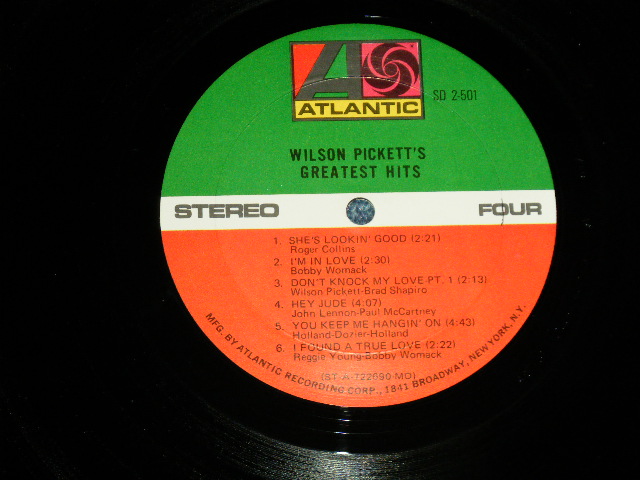 ATLANTIC
SD 2-501
WILSON PICKETT'S
GREATEST HITS
STEREO
FOUR
1. SHE'S LOOKIN' GOOD (2:21)
Roger Collins
2. I'M IN LOVE (2:30)
Bobby Womack
3. DON'T KNOCK MY LOVE PT. 1 (2:13)
Wilson Pickett-Brad Shapiro
4. HEY JUDE (4:07)
John Lennon-Paul McCartney
5. YOU KEEP ME HANGIN' ON (4:43)
Holland-Dozier-Holland
6. I FOUND A TRUE LOVE (2:22)
Reggie Young-Bobby Womack
(ST-A-722690-MO)
MFG. BY ATLANTIC RECORDING CORP., 1841 BROADWAY, NEW YORK, N.Y.